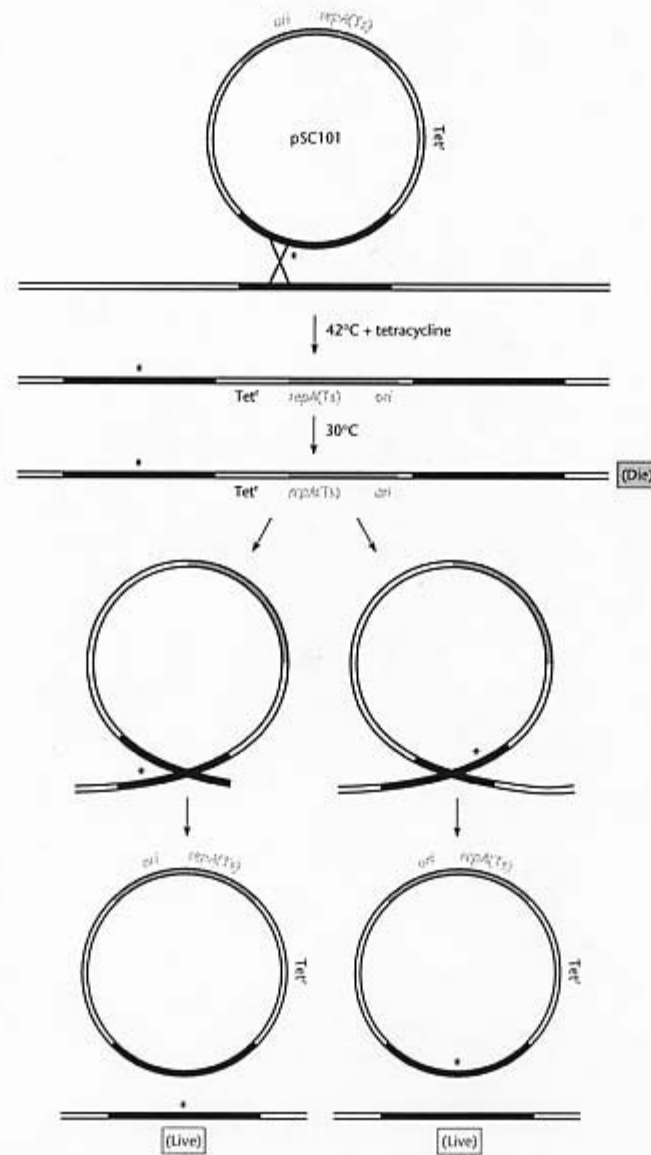 ori repA(Ts)
pSC101
Tetʳ
*
42°C + tetracycline
*
Tetʳ repA(Ts) ori
30°C
*
(Die)
Tetʳ repA(Ts) ori
*
*
ori repA(Ts)
ori repA(Ts)
Tetʳ
Tetʳ
*
*
(Live)
(Live)